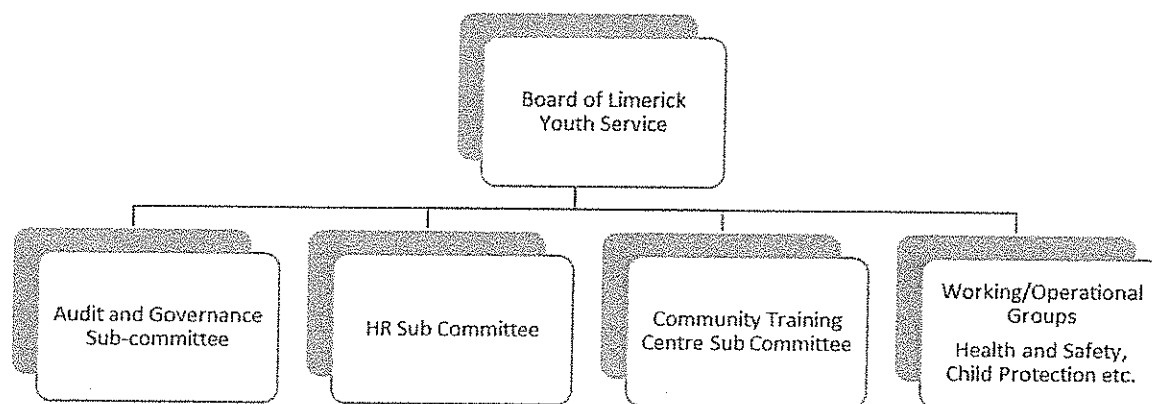 Board of Limerick
Youth Service
Audit and Governance
Sub-committee
HR Sub Committee
Community Training
Centre Sub Committee
Working/Operational
Groups
Health and Safety,
Child Protection etc.